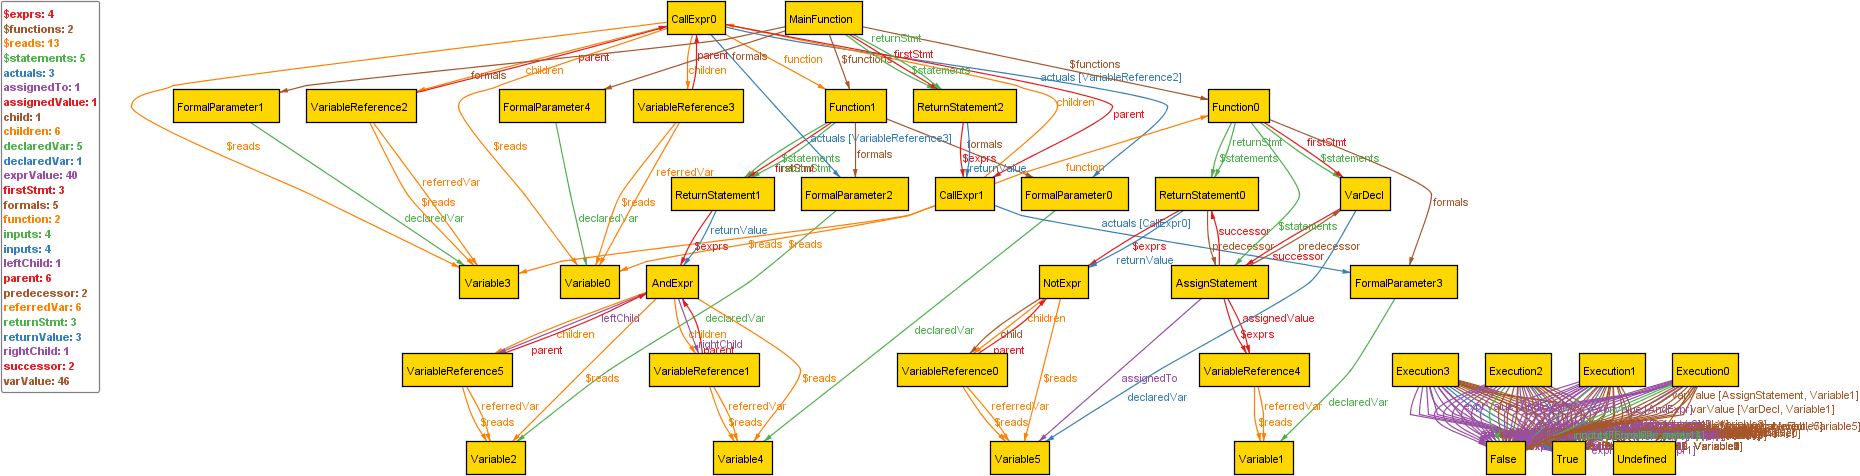 $exprs: 4
$functions: 2
$reads: 13
$statements: 5
actuals: 3
assignedTo: 1
assignedValue: 1
child: 1
children: 6
declaredVar: 5
declaredVar: 1
exprValue: 40
firstStmt: 3
formals: 5
function: 2
inputs: 4
inputs: 4
leftChild: 1
parent: 6
predecessor: 2
referredVar: 6
returnStmt: 3
returnValue: 3
rightChild: 1
successor: 2
varValue: 46
CallExpr0
MainFunction
returnStmt
parent
parent
formals
formals
children
children
function
$functions
firstStmt
$statements
$functions
actuals [VariableReference2]
FormalParameter1
VariableReference2
FormalParameter4
VariableReference3
Function1
ReturnStatement2
children
parent
Function0
$reads
$reads
actuals [VariableReference3]
formals
formals
$statements
firstStmt
$exprs
returnValue
function
returnStmt
$statements
firstStmt
$statements
referredVar
$reads
declaredVar
referredVar
$reads
declaredVar
ReturnStatement1
FormalParameter2
CallExpr1
FormalParameter0
ReturnStatement0
VarDecl
formals
returnValue
$exprs
$reads
$reads
actuals [CallExpr0]
$exprs
returnValue
successor
predecessor
$statements
predecessor
successor
Variable3
Variable0
AndExpr
NotExpr
AssignStatement
FormalParameter3
leftChild
children
parent
declaredVar
children
rightChild
parent
declaredVar
children
child
parent
assignedValue
$exprs
VariableReference5
VariableReference1
VariableReference0
VariableReference4
Execution3
Execution2
Execution1
Execution0
$reads
$reads
$reads
assignedTo
declaredVar
declaredVar
referredVar
$reads
referredVar
$reads
referredVar
$reads
referredVar
$reads
varValue [AssignStatement, Variable1]
varValue [VarDecl, Variable1]
Variable2
Variable4
Variable5
Variable1
False
True
Undefined